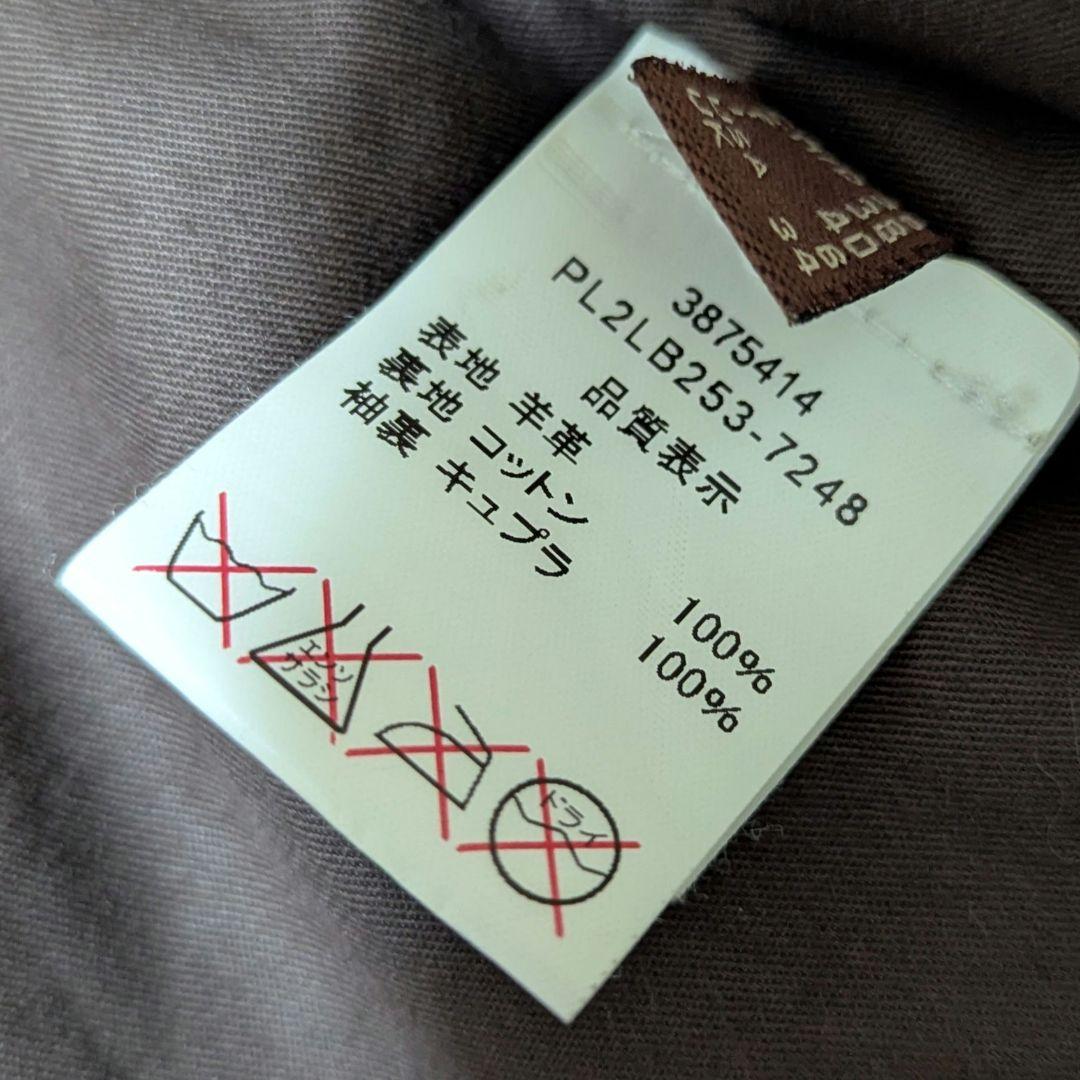 3875414
PL2LB253-7248
品質表示
表地 羊革
裏地 コットン 100%
袖裏 キュプラ 100%
エンソ
サラシ
ドライ